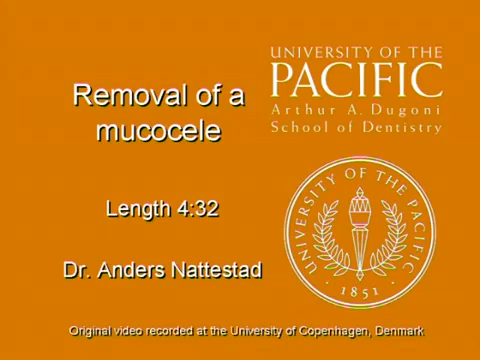 Removal of a
mucocele
Length 4:32
Dr. Anders Nattestad
UNIVERSITY OF THE
PACIFIC
Arthur A. Dugoni
School of Dentistry
UNIVERSITY OF THE PACIFIC
· 1851 ·
Original video recorded at the University of Copenhagen, Denmark